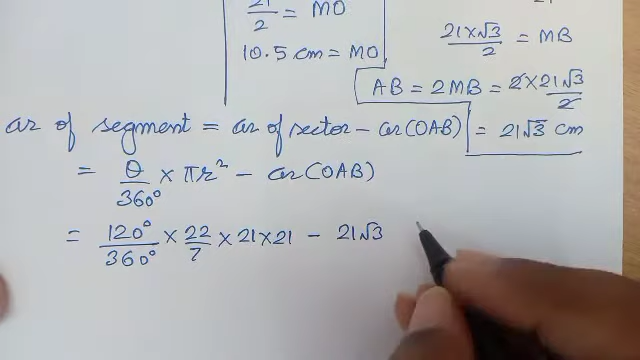 21/2 = MO
10.5 cm = MO
21
21×√3/2 = MB
AB = 2MB = 2×21√3/2
= 21√3 cm
ar of segment = ar of sector − ar(OAB)
= θ/360° × πr² − ar(OAB)
= 120°/360° × 22/7 × 21×21 − 21√3